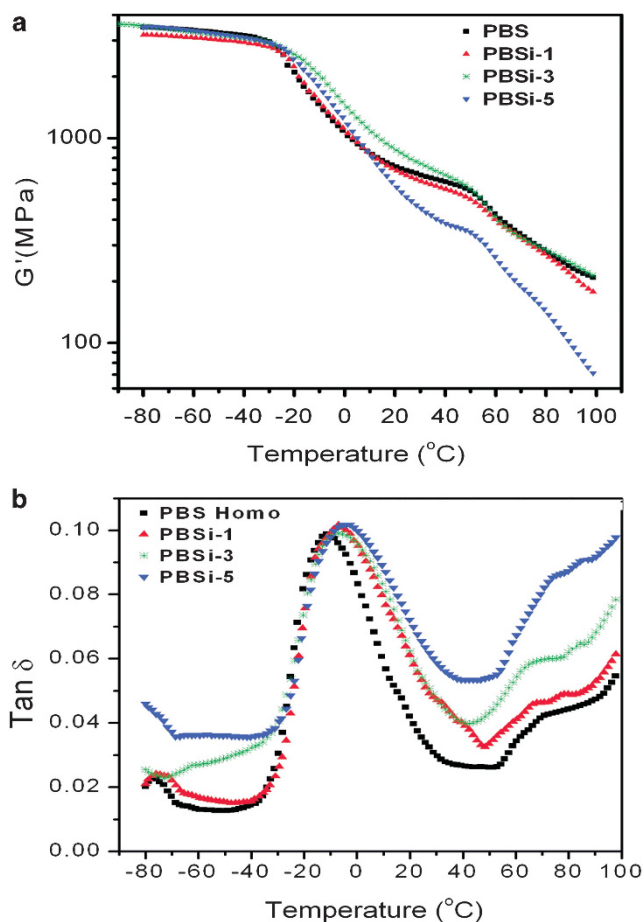 a
PBS
PBSi-1
PBSi-3
PBSi-5
1000
100
G'(MPa)
-80 -60 -40 -20 0 20 40 60 80 100
Temperature (°C)
b
PBS Homo
PBSi-1
PBSi-3
PBSi-5
0.10
0.08
0.06
0.04
0.02
0.00
Tan δ
-80 -60 -40 -20 0 20 40 60 80 100
Temperature (°C)